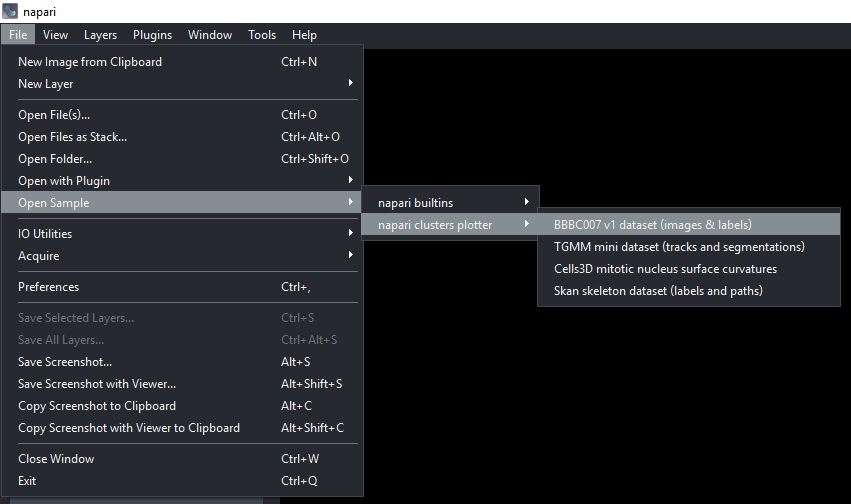 napari
File View Layers Plugins Window Tools Help
New Image from Clipboard Ctrl+N
New Layer
Open File(s)... Ctrl+O
Open Files as Stack... Ctrl+Alt+O
Open Folder... Ctrl+Shift+O
Open with Plugin
Open Sample
napari builtins
napari clusters plotter
BBBC007 v1 dataset (images & labels)
TGMM mini dataset (tracks and segmentations)
Cells3D mitotic nucleus surface curvatures
Skan skeleton dataset (labels and paths)
IO Utilities
Acquire
Preferences Ctrl+,
Save Selected Layers... Ctrl+S
Save All Layers... Ctrl+Alt+S
Save Screenshot... Alt+S
Save Screenshot with Viewer... Alt+Shift+S
Copy Screenshot to Clipboard Alt+C
Copy Screenshot with Viewer to Clipboard Alt+Shift+C
Close Window Ctrl+W
Exit Ctrl+Q